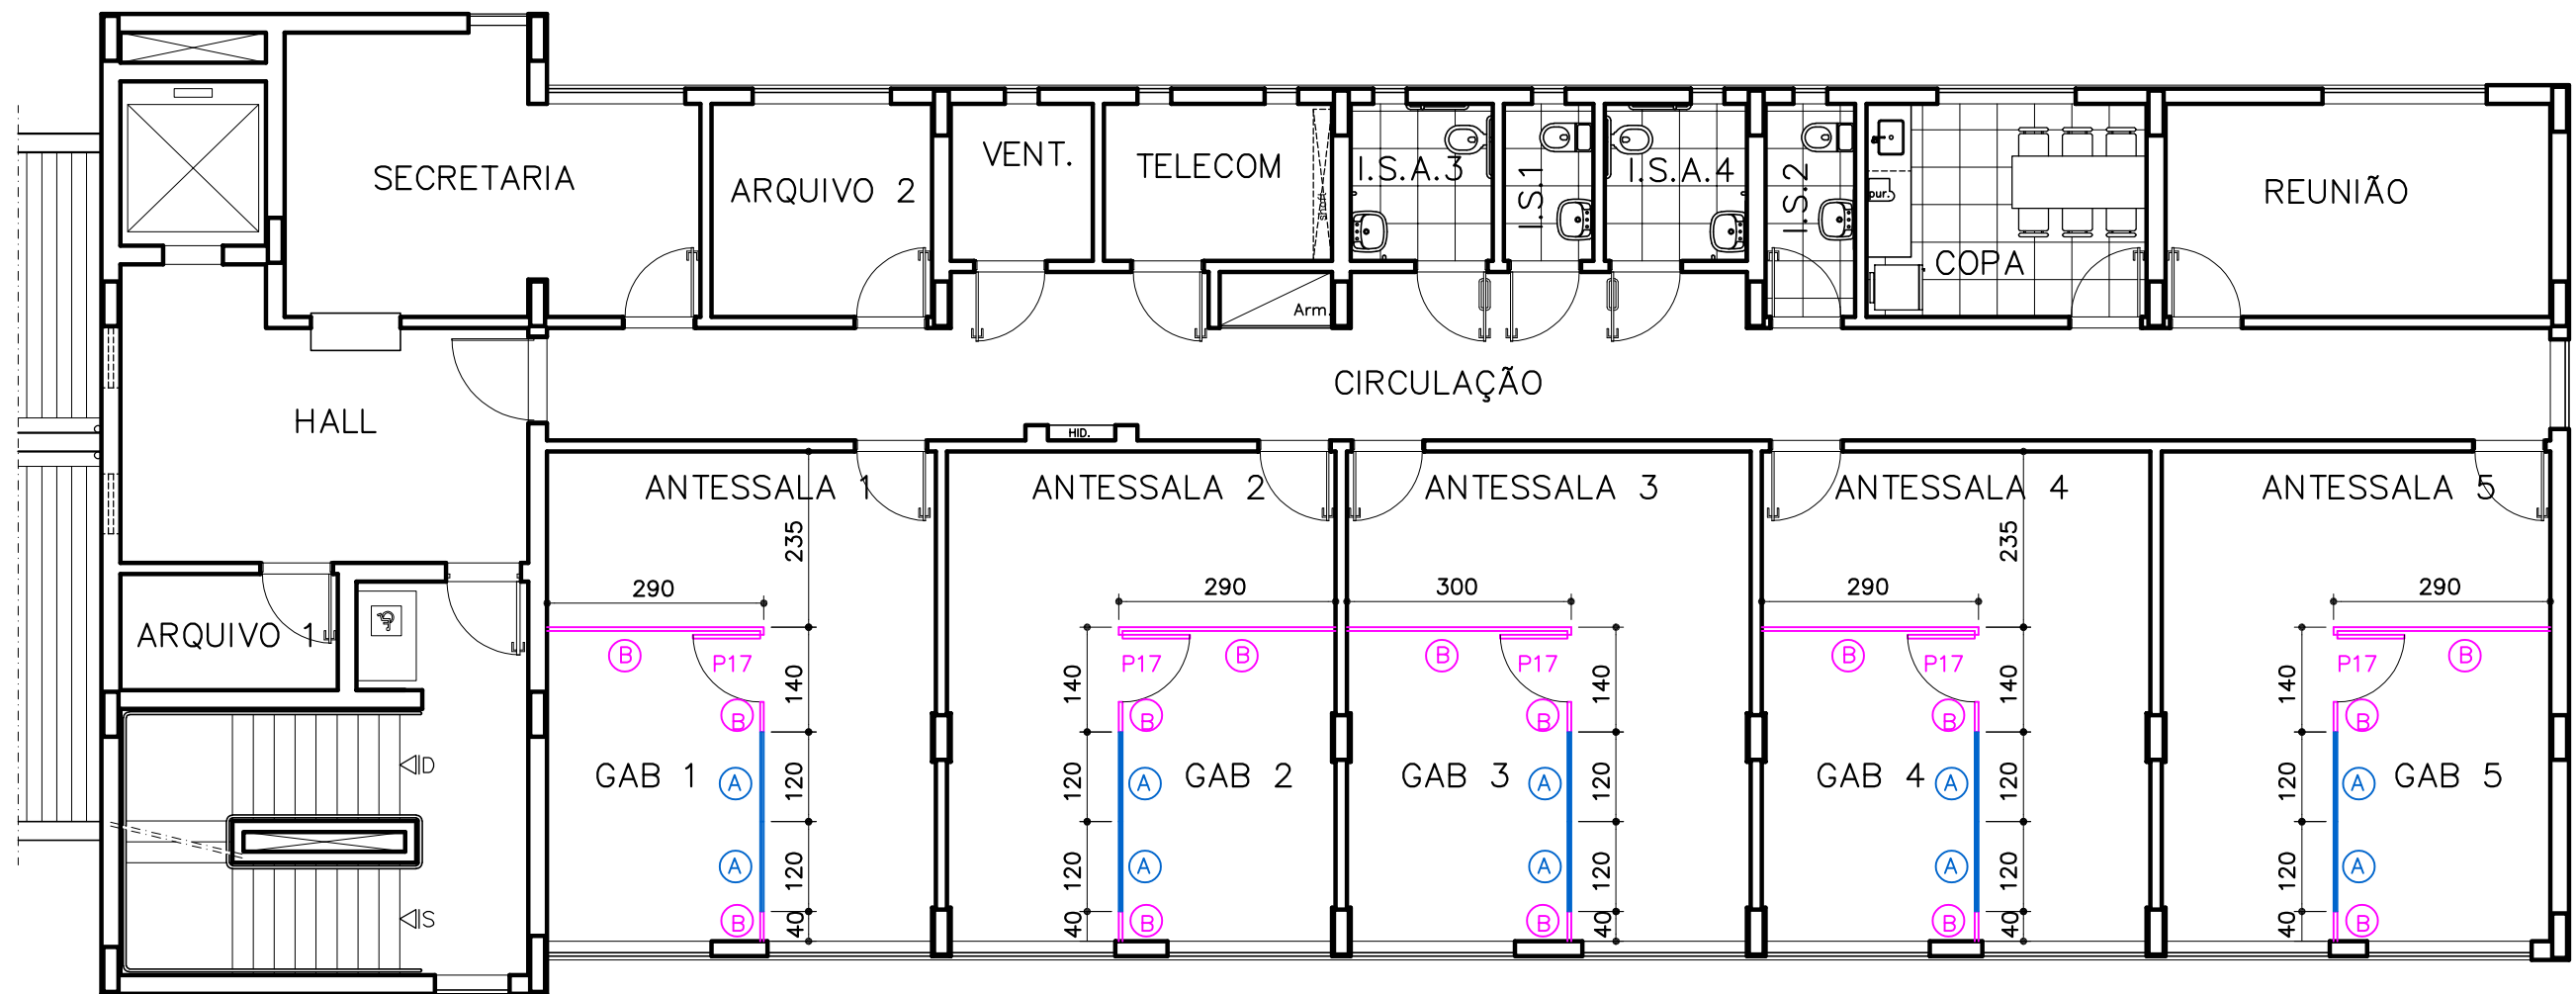 SECRETARIA
ARQUIVO 2
VENT.
TELECOM
shaft
I.S.A.3
I.S.1
I.S.A.4
I.S.2
pur.
COPA
REUNIÃO
Arm.
CIRCULAÇÃO
HALL
HID.
ANTESSALA 1
ANTESSALA 2
ANTESSALA 3
ANTESSALA 4
ANTESSALA 5
235
235
290
290
300
290
290
ARQUIVO 1
B
P17
P17
B
B
P17
B
P17
P17
B
140
140
140
140
140
B
B
B
B
B
D
GAB 1
A
120
120
A
GAB 2
GAB 3
A
120
GAB 4
A
120
120
A
GAB 5
A
120
120
A
A
120
A
120
120
A
S
B
40
40
B
B
40
B
40
40
B